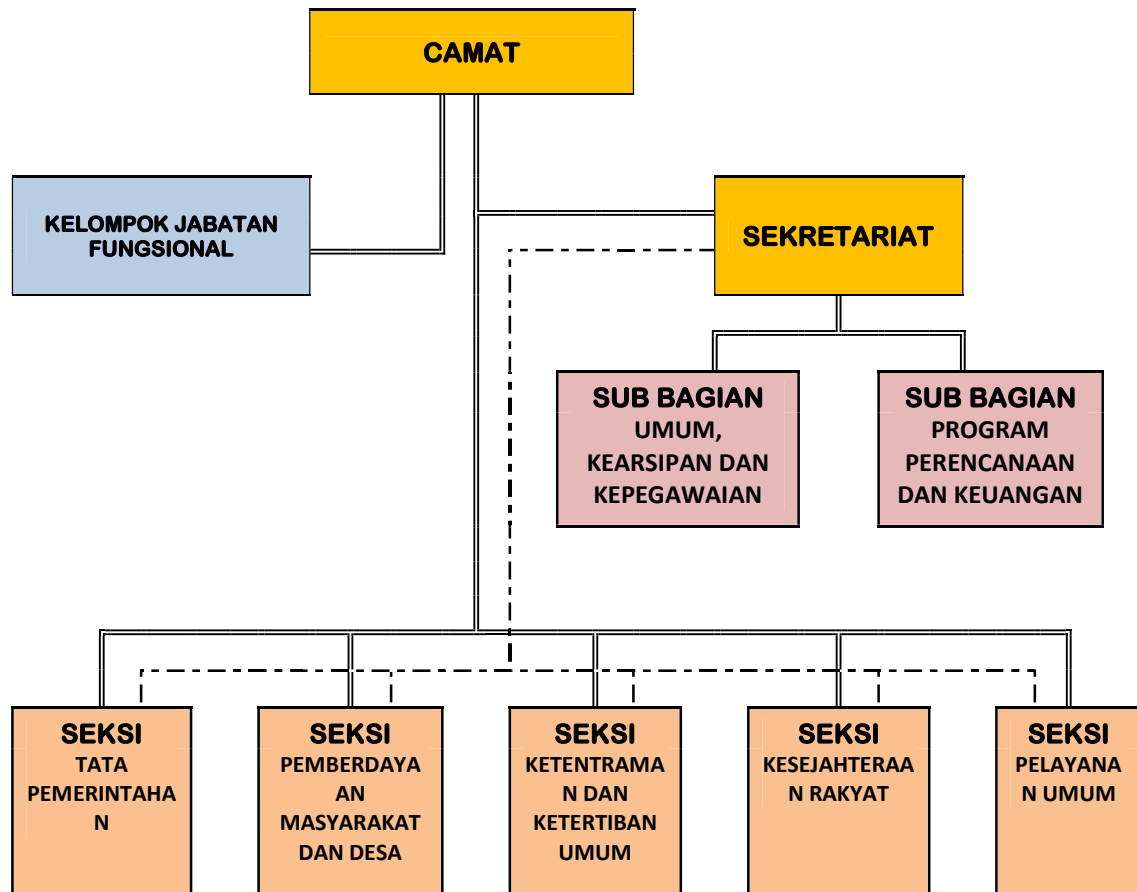 CAMAT
KELOMPOK JABATAN
FUNGSIONAL
SEKRETARIAT
SUB BAGIAN
UMUM,
KEARSIPAN DAN
KEPEGAWAIAN
SUB BAGIAN
PROGRAM
PERENCANAAN
DAN KEUANGAN
SEKSI
TATA
PEMERINTAHA
N
SEKSI
PEMBERDAYA
AN
MASYARAKAT
DAN DESA
SEKSI
KETENTRAMA
N DAN
KETERTIBAN
UMUM
SEKSI
KESEJAHTERAA
N RAKYAT
SEKSI
PELAYANA
N UMUM